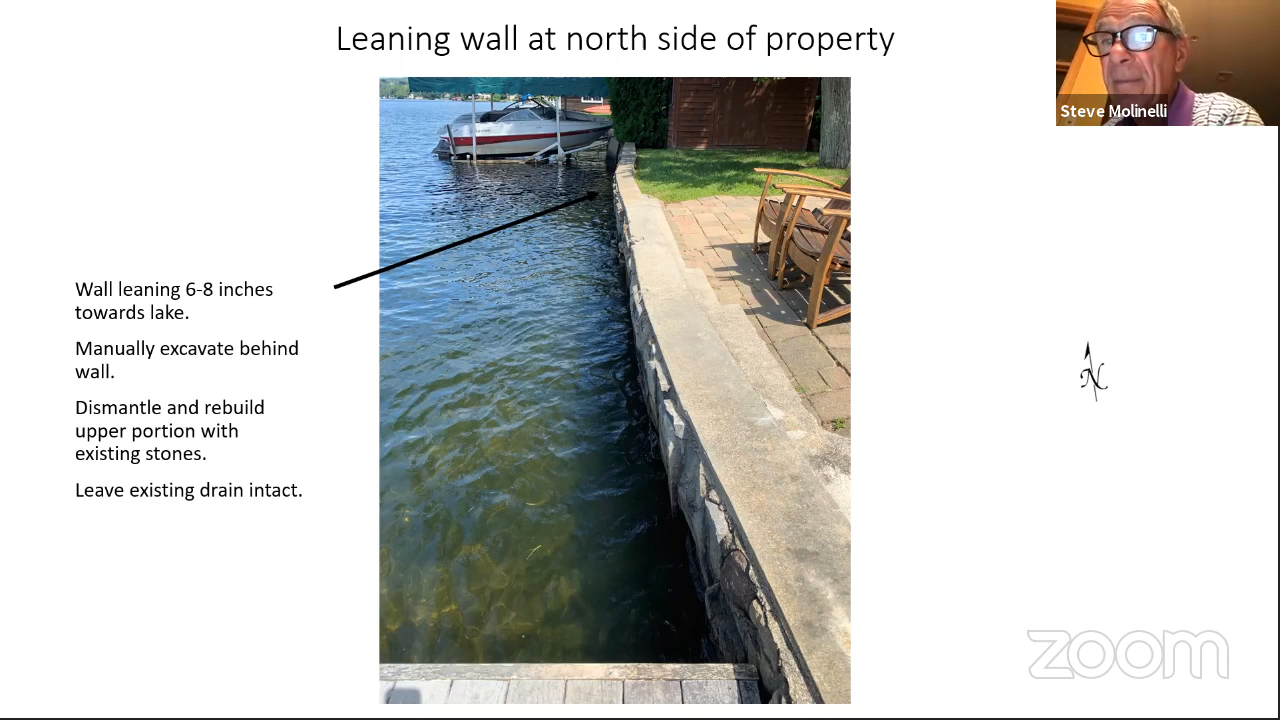 Leaning wall at north side of property
Steve Molinelli
Wall leaning 6-8 inches
towards lake.
Manually excavate behind
wall.
Dismantle and rebuild
upper portion with
existing stones.
Leave existing drain intact.
N
zoom